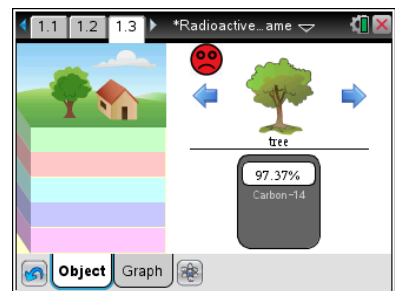 1.1 1.2 1.3 *Radioactive…ame
tree
97.37%
Carbon-14
Object Graph